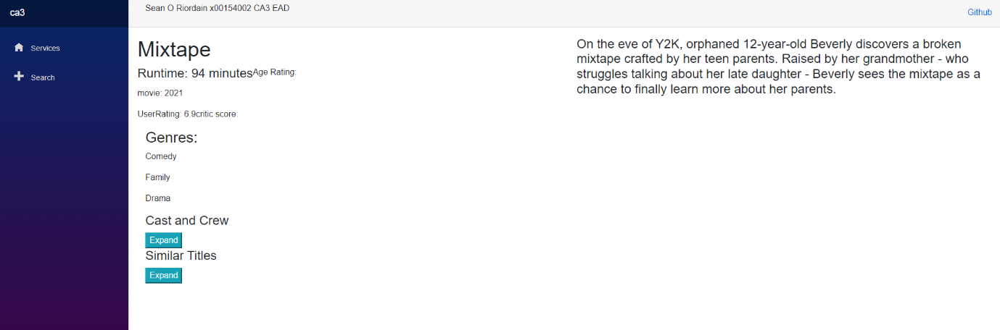 ca3
Sean O Riordain x00154002 CA3 EAD
Github
Services
Search
Mixtape
Runtime: 94 minutesAge Rating:
movie: 2021
UserRating: 6.9critic score:
Genres:
Comedy
Family
Drama
Cast and Crew
Expand
Similar Titles
Expand
On the eve of Y2K, orphaned 12-year-old Beverly discovers a broken
mixtape crafted by her teen parents. Raised by her grandmother - who
struggles talking about her late daughter - Beverly sees the mixtape as a
chance to finally learn more about her parents.